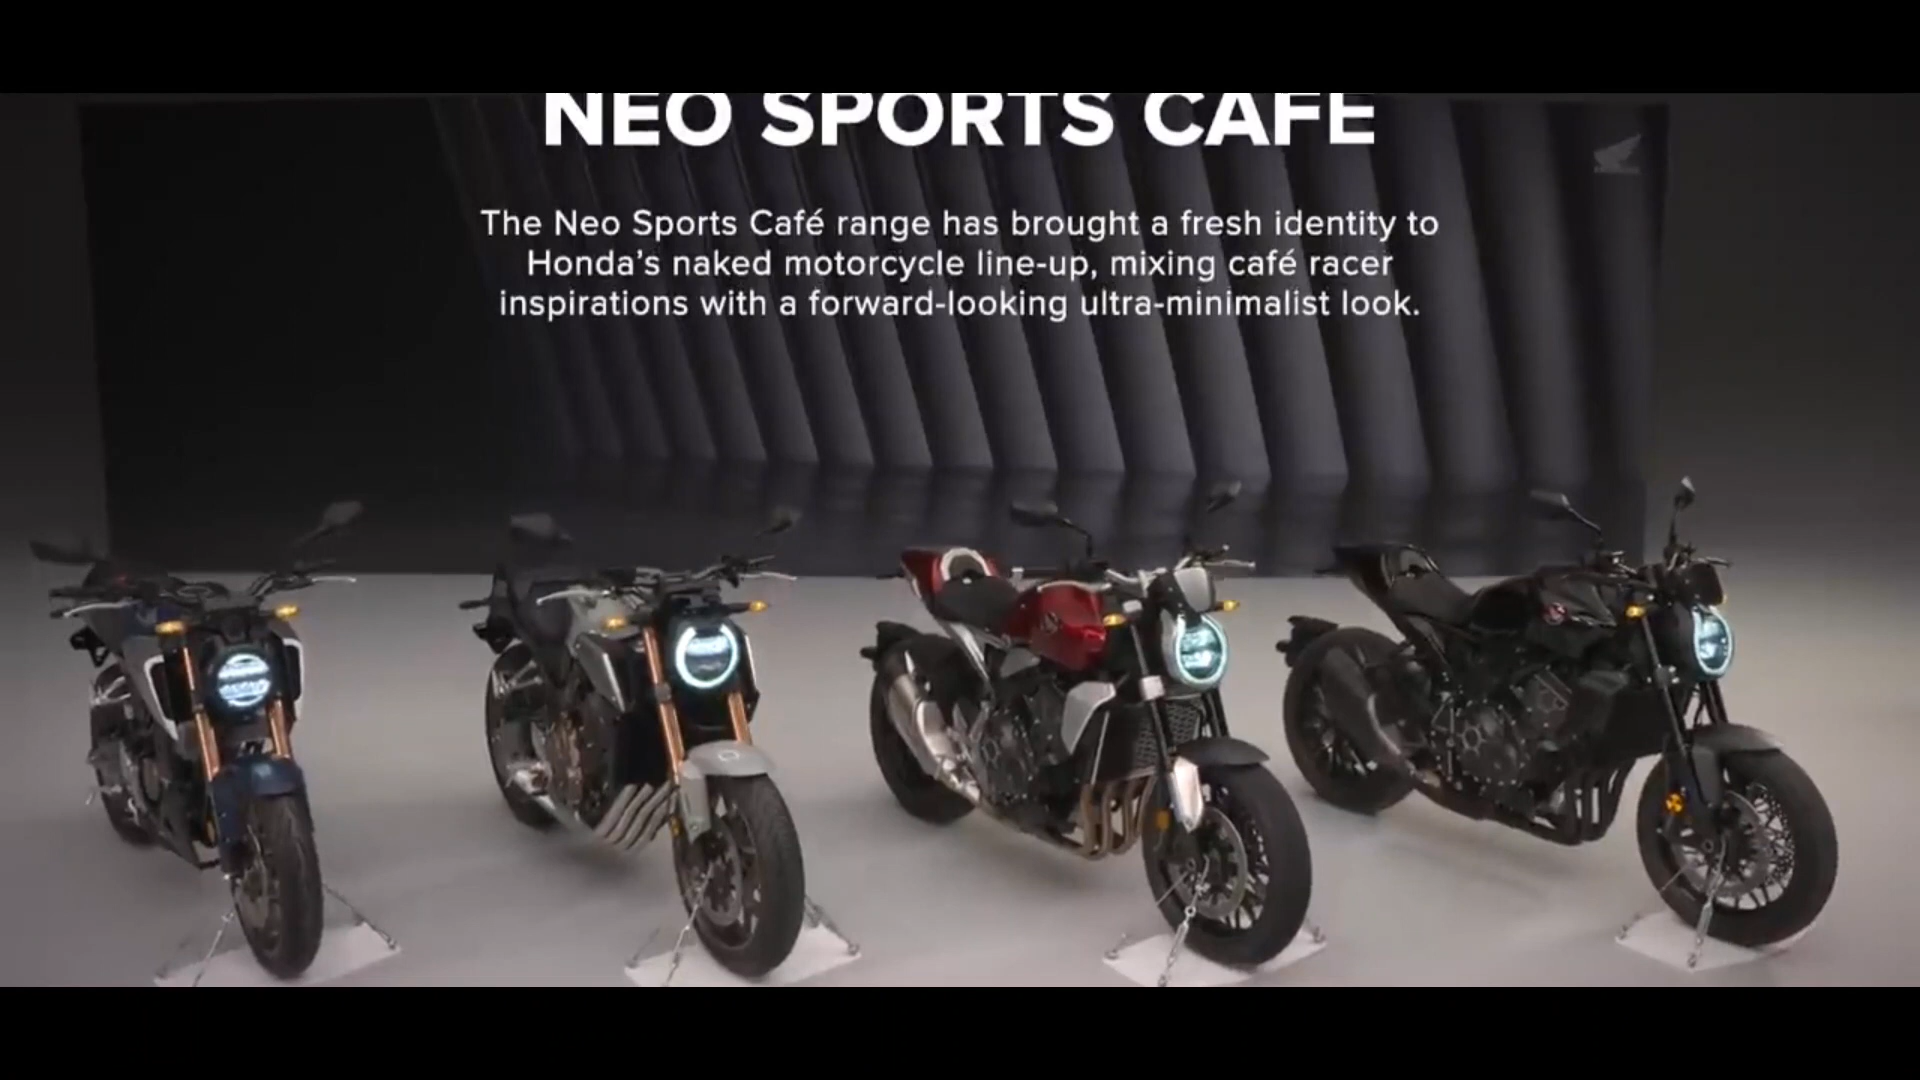 NEO SPORTS CAFE
The Neo Sports Café range has brought a fresh identity to
Honda's naked motorcycle line-up, mixing café racer
inspirations with a forward-looking ultra-minimalist look.